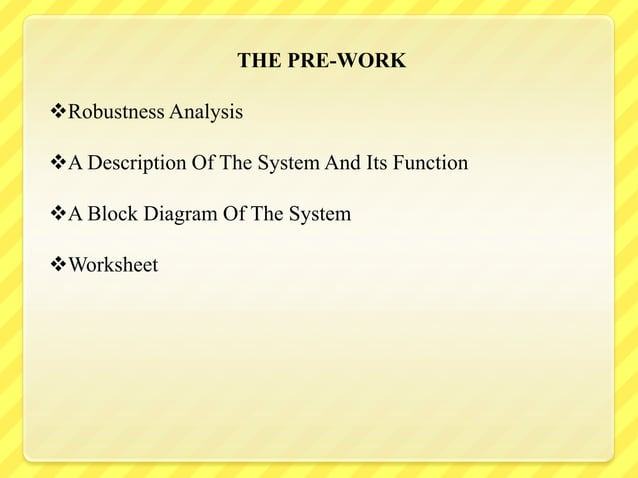 THE PRE-WORK
❖Robustness Analysis
❖A Description Of The System And Its Function
❖A Block Diagram Of The System
❖Worksheet